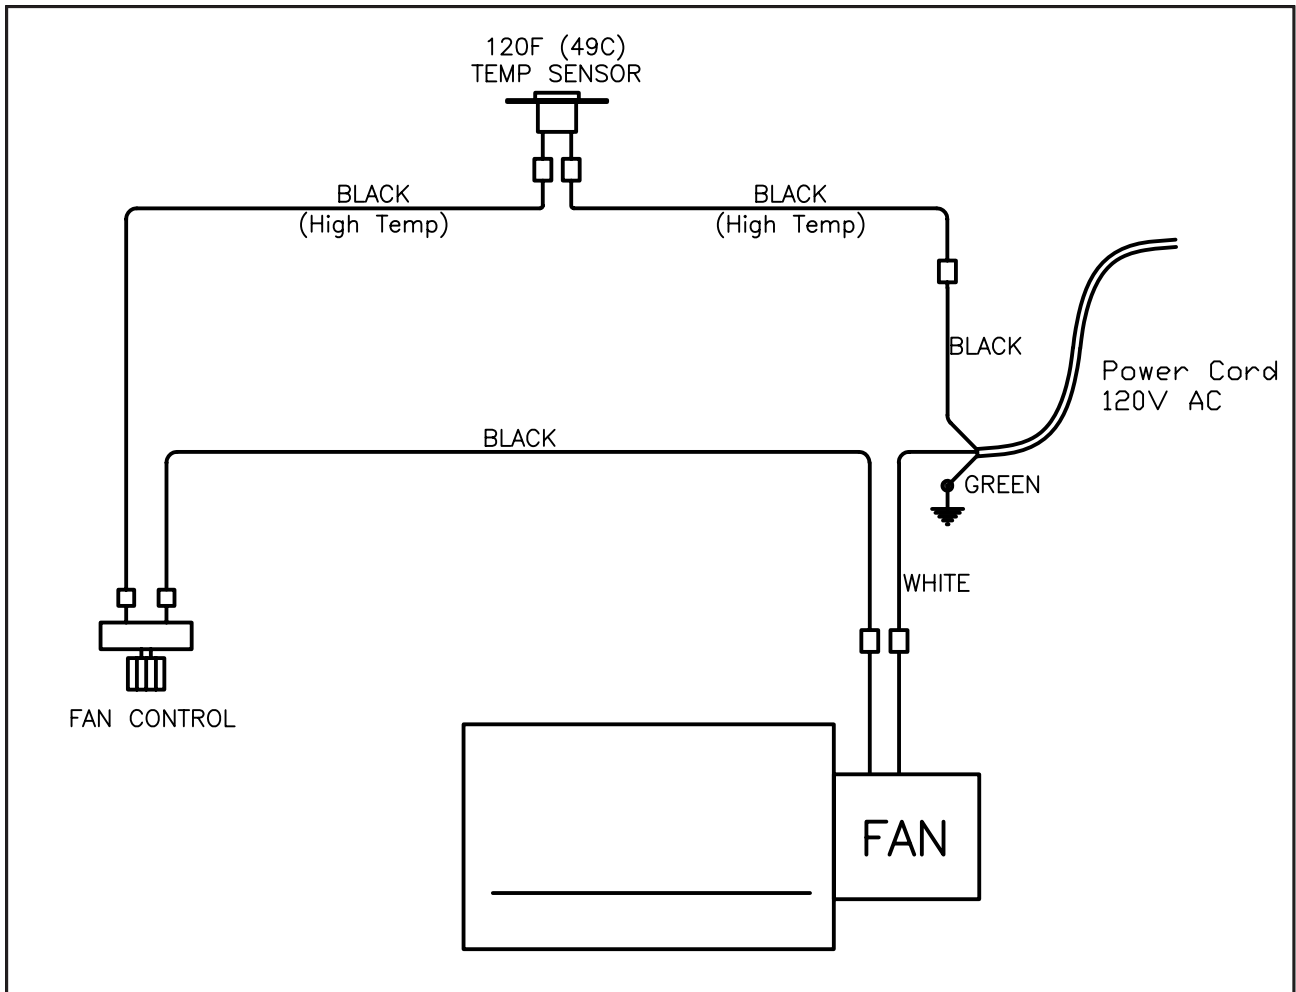 120F (49C)
TEMP SENSOR
BLACK
(High Temp)
BLACK
(High Temp)
BLACK
Power Cord
120V AC
BLACK
GREEN
WHITE
FAN CONTROL
FAN